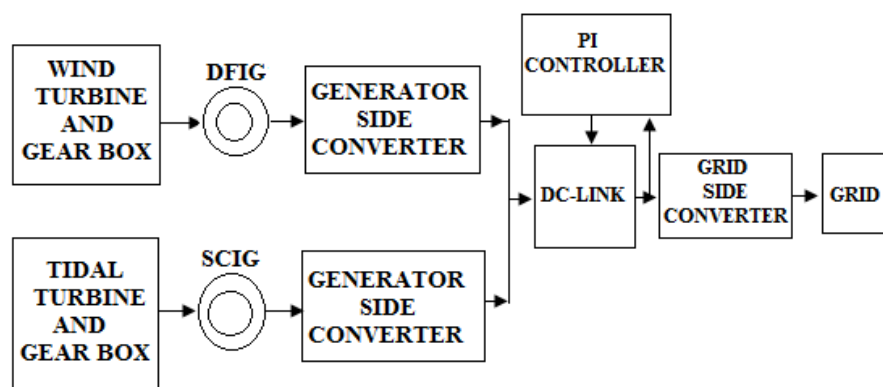 WIND
TURBINE
AND
GEAR BOX
DFIG
GENERATOR
SIDE
CONVERTER
PI
CONTROLLER
DC-LINK
GRID
SIDE
CONVERTER
GRID
TIDAL
TURBINE
AND
GEAR BOX
SCIG
GENERATOR
SIDE
CONVERTER